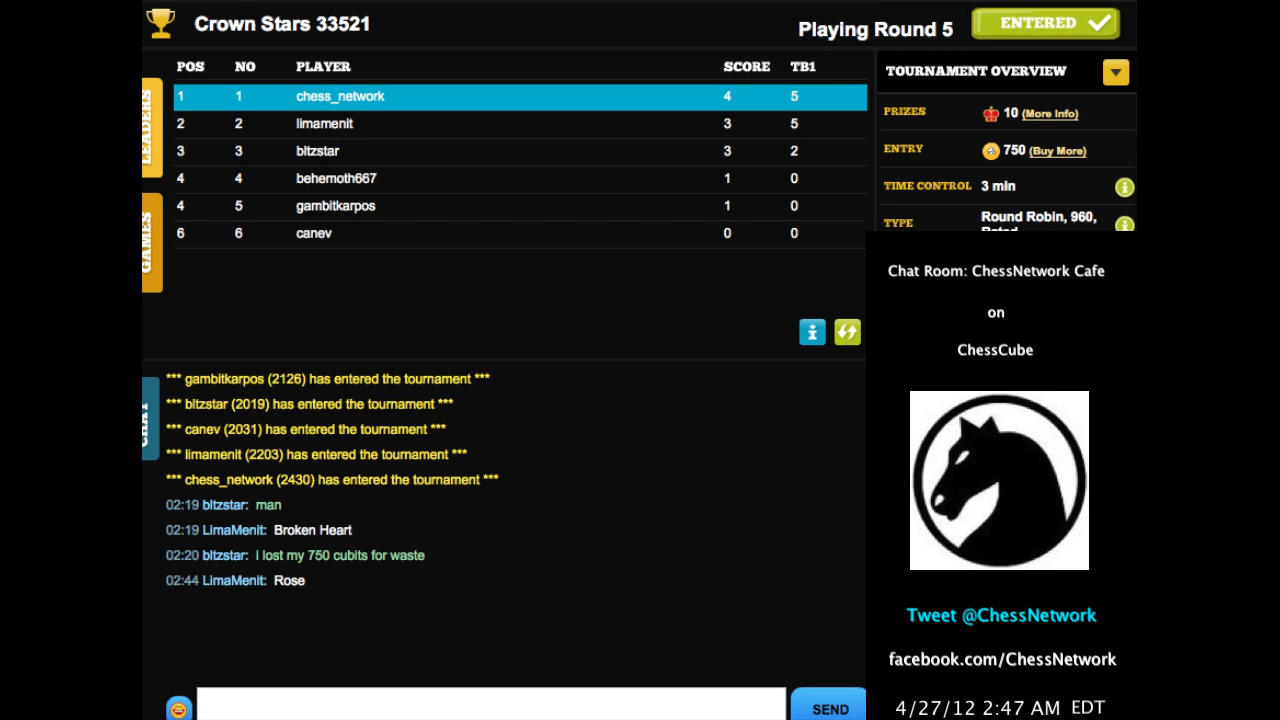 Crown Stars 33521
Playing Round 5
ENTERED
POS NO PLAYER SCORE TB1
1 1 chess_network 4 5
2 2 limamenit 3 5
3 3 bltzstar 3 2
4 4 behemoth667 1 0
4 5 gambitkarpos 1 0
6 6 canev 0 0
LEADERS
GAMES
TOURNAMENT OVERVIEW
PRIZES 10 (More Info)
ENTRY 750 (Buy More)
TIME CONTROL 3 min
TYPE Round Robin, 960,
Rated
CHAT
*** gambitkarpos (2126) has entered the tournament ***
*** bltzstar (2019) has entered the tournament ***
*** canev (2031) has entered the tournament ***
*** limamenit (2203) has entered the tournament ***
*** chess_network (2430) has entered the tournament ***
02:19 bltzstar: man
02:19 LimaMenit: Broken Heart
02:20 bltzstar: i lost my 750 cubits for waste
02:44 LimaMenit: Rose
SEND
Chat Room: ChessNetwork Cafe
on
ChessCube
Tweet @ChessNetwork
facebook.com/ChessNetwork
4/27/12 2:47 AM EDT